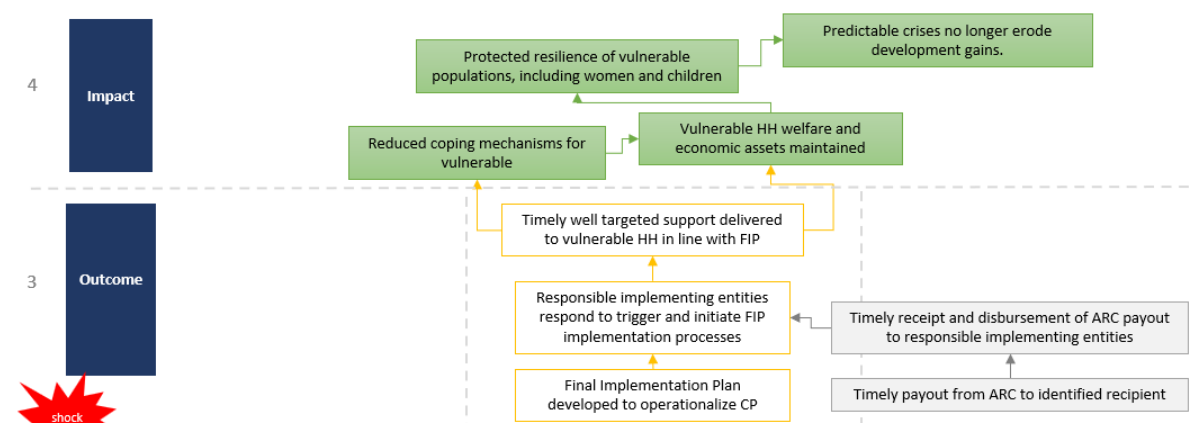 4
Impact
Predictable crises no longer erode
development gains.
Protected resilience of vulnerable
populations, including women and children
Vulnerable HH welfare and
economic assets maintained
Reduced coping mechanisms for
vulnerable
3
Outcome
Timely well targeted support delivered
to vulnerable HH in line with FIP
Responsible implementing entities
respond to trigger and initiate FIP
implementation processes
Timely receipt and disbursement of ARC payout
to responsible implementing entities
Final Implementation Plan
developed to operationalize CP
Timely payout from ARC to identified recipient
shock